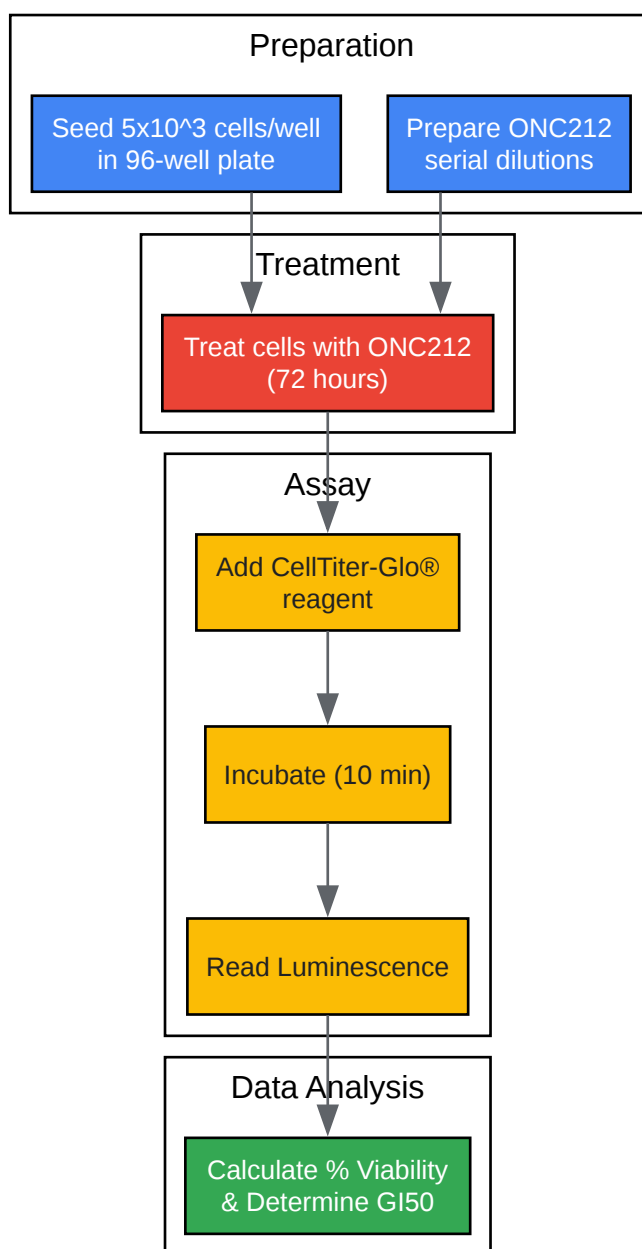 Preparation
Seed 5x10^3 cells/well
in 96-well plate
Prepare ONC212
serial dilutions
Treatment
Treat cells with ONC212
(72 hours)
Assay
Add CellTiter-Glo®
reagent
Incubate (10 min)
Read Luminescence
Data Analysis
Calculate % Viability
& Determine GI50